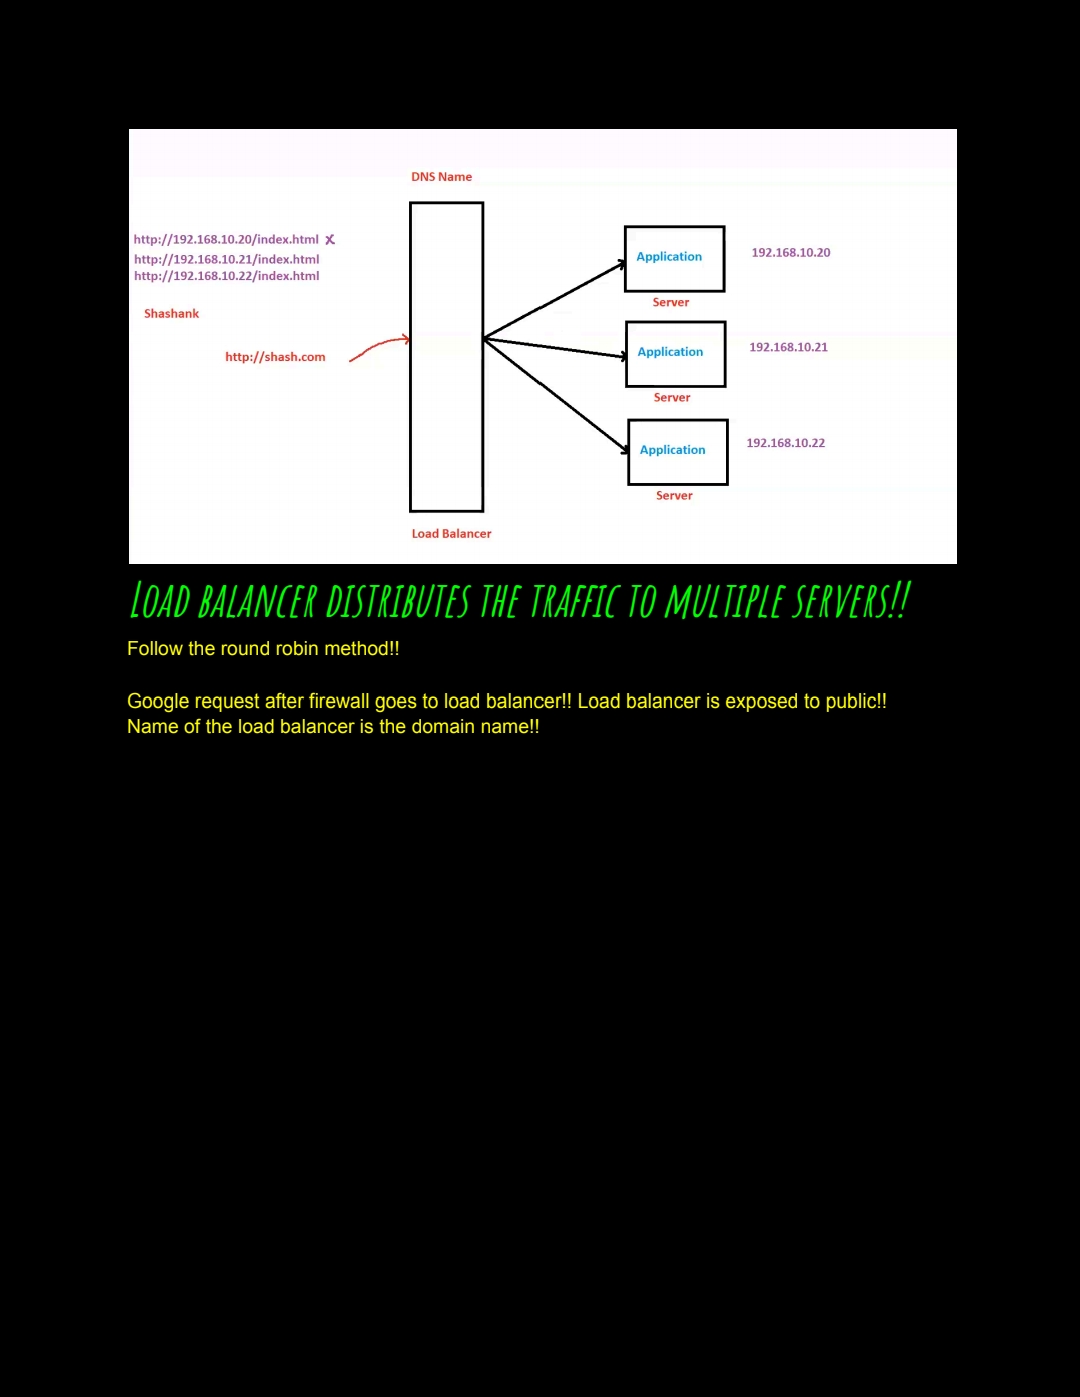 DNS Name
http://192.168.10.20/index.html X
http://192.168.10.21/index.html
http://192.168.10.22/index.html
Shashank
http://shash.com
Application
192.168.10.20
Server
Application
192.168.10.21
Server
Application
192.168.10.22
Server
Load Balancer
LOAD BALANCER DISTRIBUTES THE TRAFFIC TO MULTIPLE SERVERS!!
Follow the round robin method!!
Google request after firewall goes to load balancer!! Load balancer is exposed to public!!
Name of the load balancer is the domain name!!